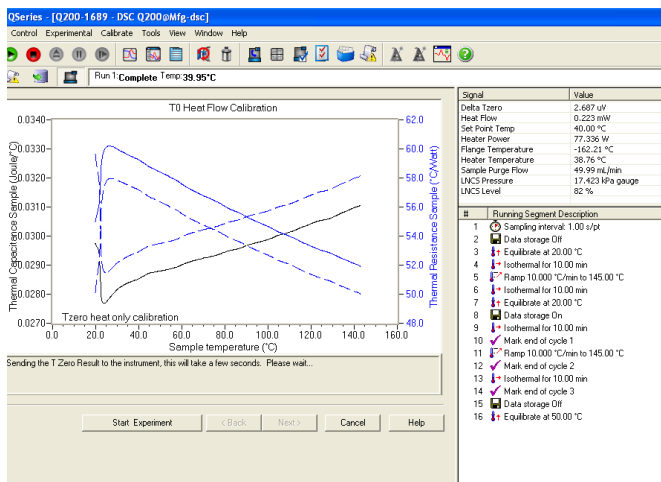 QSeries - [Q200-1689 - DSC Q200@Mfg-dsc]
Control Experimental Calibrate Tools View Window Help
Run 1: Complete Temp: 39.95°C
T0 Heat Flow Calibration
Thermal Capacitance Sample (Joule/°C)
0.0340
0.0330
0.0320
0.0310
0.0300
0.0290
0.0280
0.0270
62.0
60.0
58.0
56.0
54.0
52.0
50.0
48.0
Thermal Resistance Sample (°C/Watt)
Tzero heat only calibration
0.0 20.0 40.0 60.0 80.0 100.0 120.0 140.0 160.0
Sample temperature (°C)
Sending the T Zero Result to the instrument, this will take a few seconds. Please wait...
Start Experiment < Back Next > Cancel Help
Signal Value
Delta Tzero 2.687 uV
Heat Flow 0.223 mW
Set Point Temp 40.00 °C
Heater Power 77.336 W
Flange Temperature -162.21 °C
Heater Temperature 38.76 °C
Sample Purge Flow 49.99 mL/min
LNCS Pressure 17.423 kPa gauge
LNCS Level 82 %
# Running Segment Description
1 Sampling interval: 1.00 s/pt
2 Data storage Off
3 Equilibrate at 20.00 °C
4 Isothermal for 10.00 min
5 Ramp 10.000 °C/min to 145.00 °C
6 Isothermal for 10.00 min
7 Equilibrate at 20.00 °C
8 Data storage On
9 Isothermal for 10.00 min
10 Mark end of cycle 1
11 Ramp 10.000 °C/min to 145.00 °C
12 Mark end of cycle 2
13 Isothermal for 10.00 min
14 Mark end of cycle 3
15 Data storage Off
16 Equilibrate at 50.00 °C